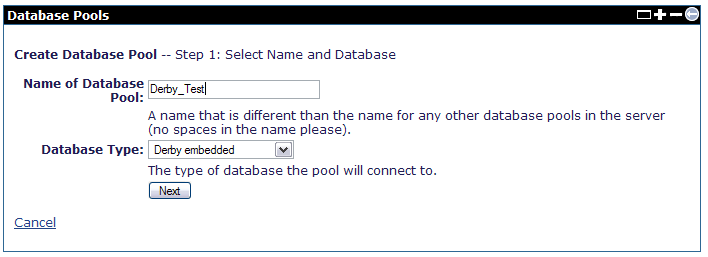 Database Pools
Create Database Pool -- Step 1: Select Name and Database
Name of Database Pool: Derby_Test
A name that is different than the name for any other database pools in the server
(no spaces in the name please).
Database Type: Derby embedded
The type of database the pool will connect to.
Next
Cancel